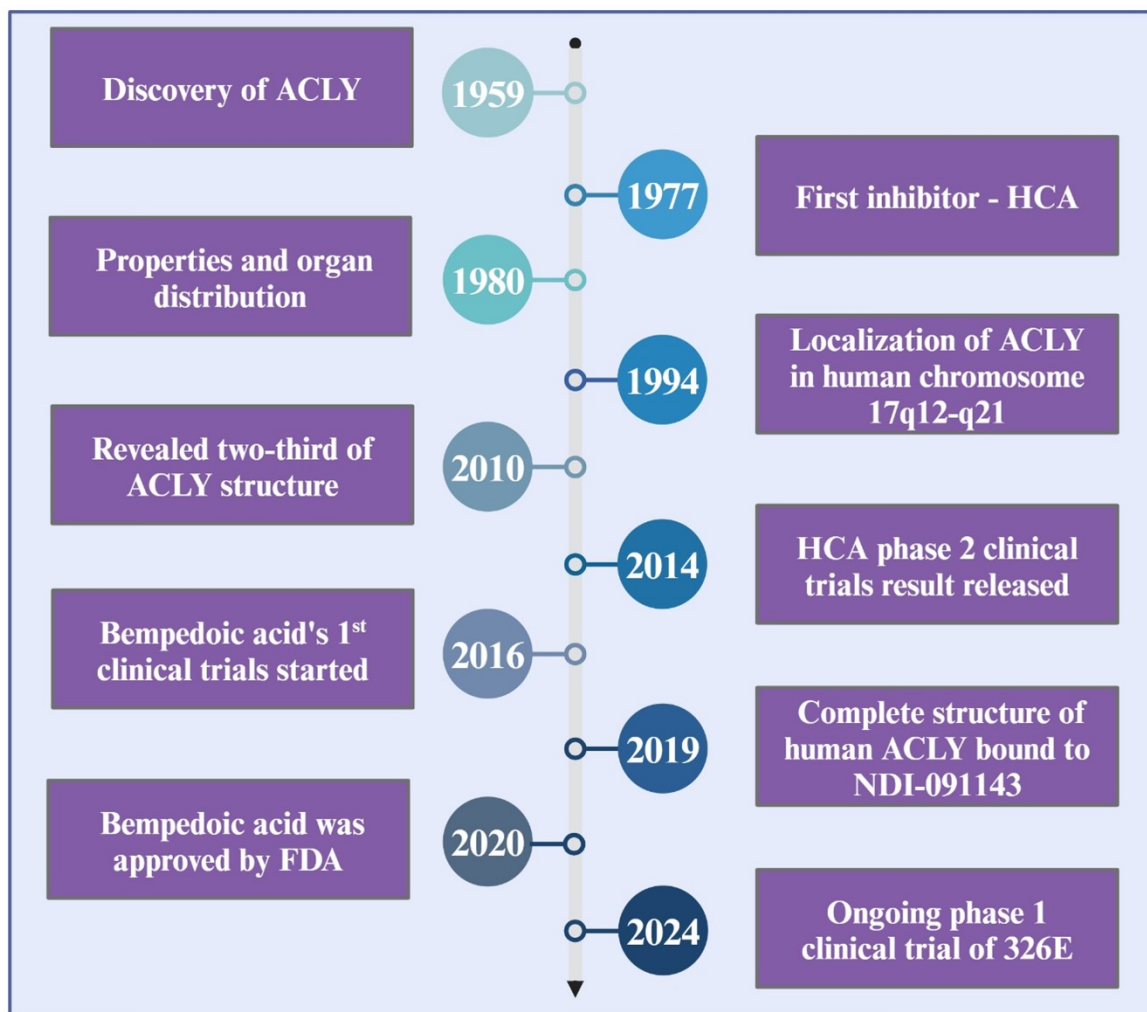 Discovery of ACLY
1959
1977
First inhibitor - HCA
Properties and organ
distribution
1980
1994
Localization of ACLY
in human chromosome
17q12-q21
Revealed two-third of
ACLY structure
2010
2014
HCA phase 2 clinical
trials result released
Bempedoic acid's 1st
clinical trials started
2016
2019
Complete structure of
human ACLY bound to
NDI-091143
Bempedoic acid was
approved by FDA
2020
2024
Ongoing phase 1
clinical trial of 326E